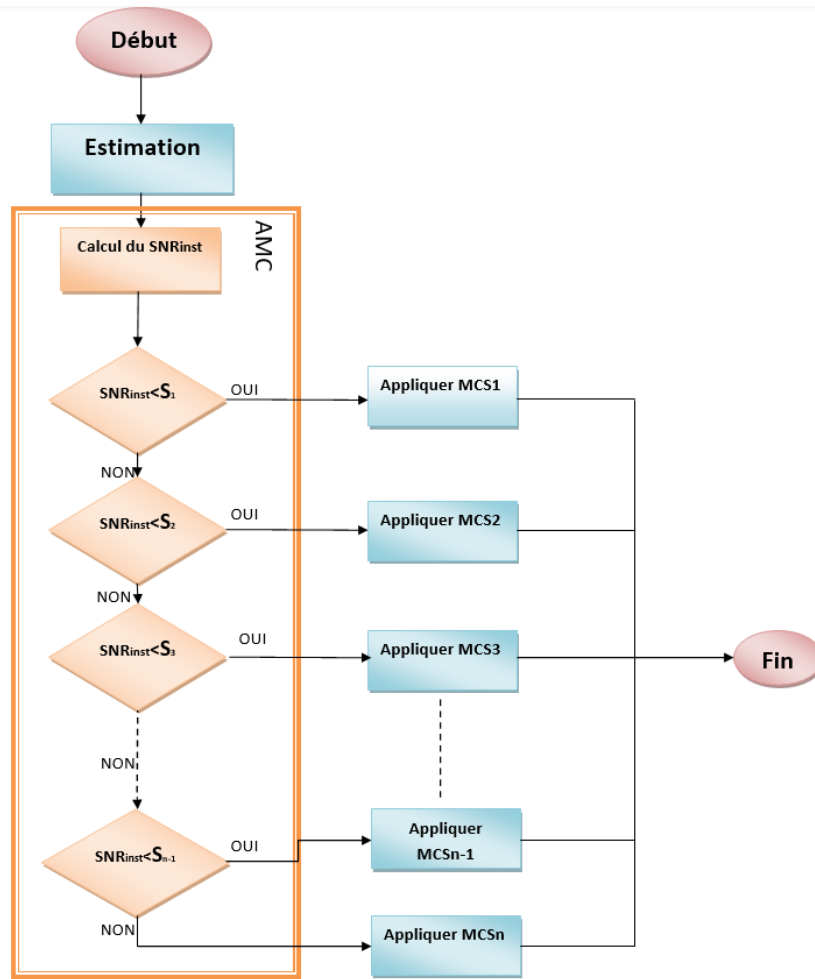 Début
Estimation
AMC
Calcul du SNRinst
SNRinst<S1
OUI
Appliquer MCS1
NON
SNRinst<S2
OUI
Appliquer MCS2
NON
SNRinst<S3
OUI
Appliquer MCS3
Fin
NON
SNRinst<Sn-1
OUI
Appliquer
MCSn-1
NON
Appliquer MCSn